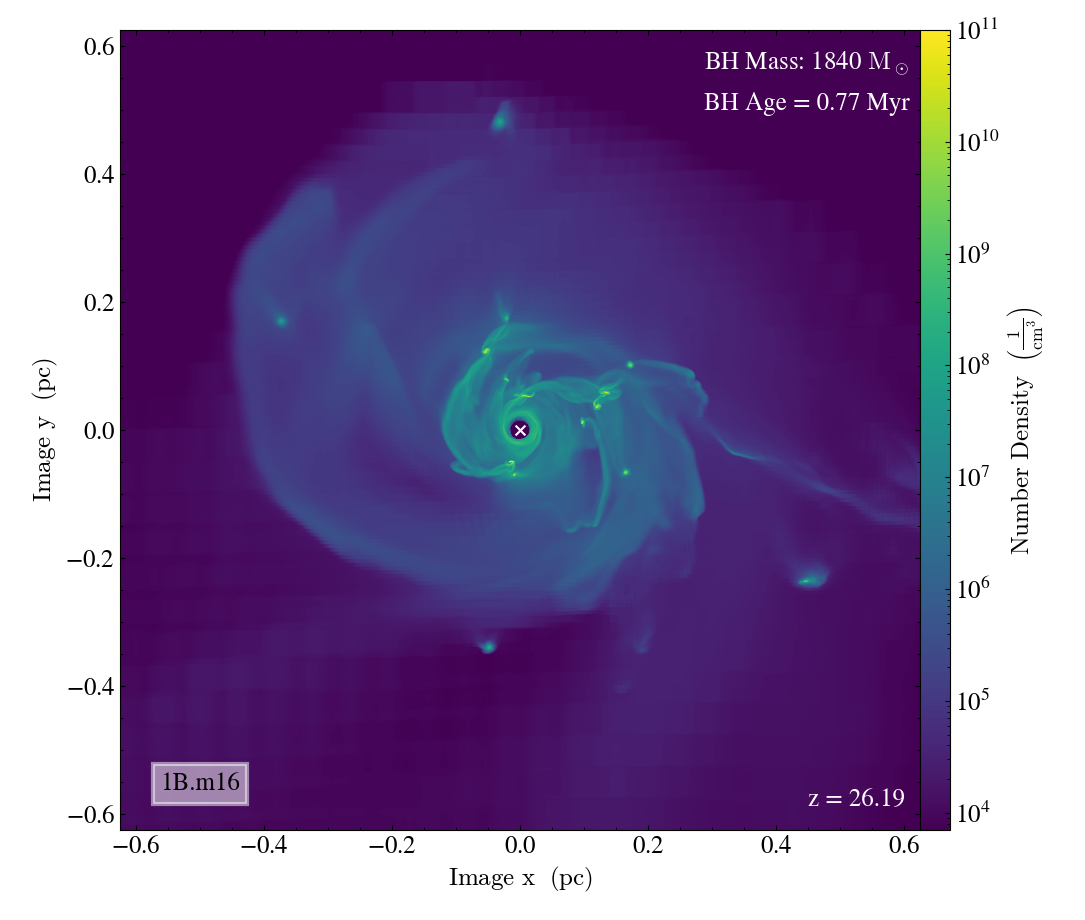 BH Mass: 1840 M⊙
BH Age = 0.77 Myr
1B.m16
z = 26.19
Image y (pc)
0.6
0.4
0.2
0.0
−0.2
−0.4
−0.6
−0.6 −0.4 −0.2 0.0 0.2 0.4 0.6
Image x (pc)
10¹¹
10¹⁰
10⁹
10⁸
10⁷
10⁶
10⁵
10⁴
Number Density (1/cm³)